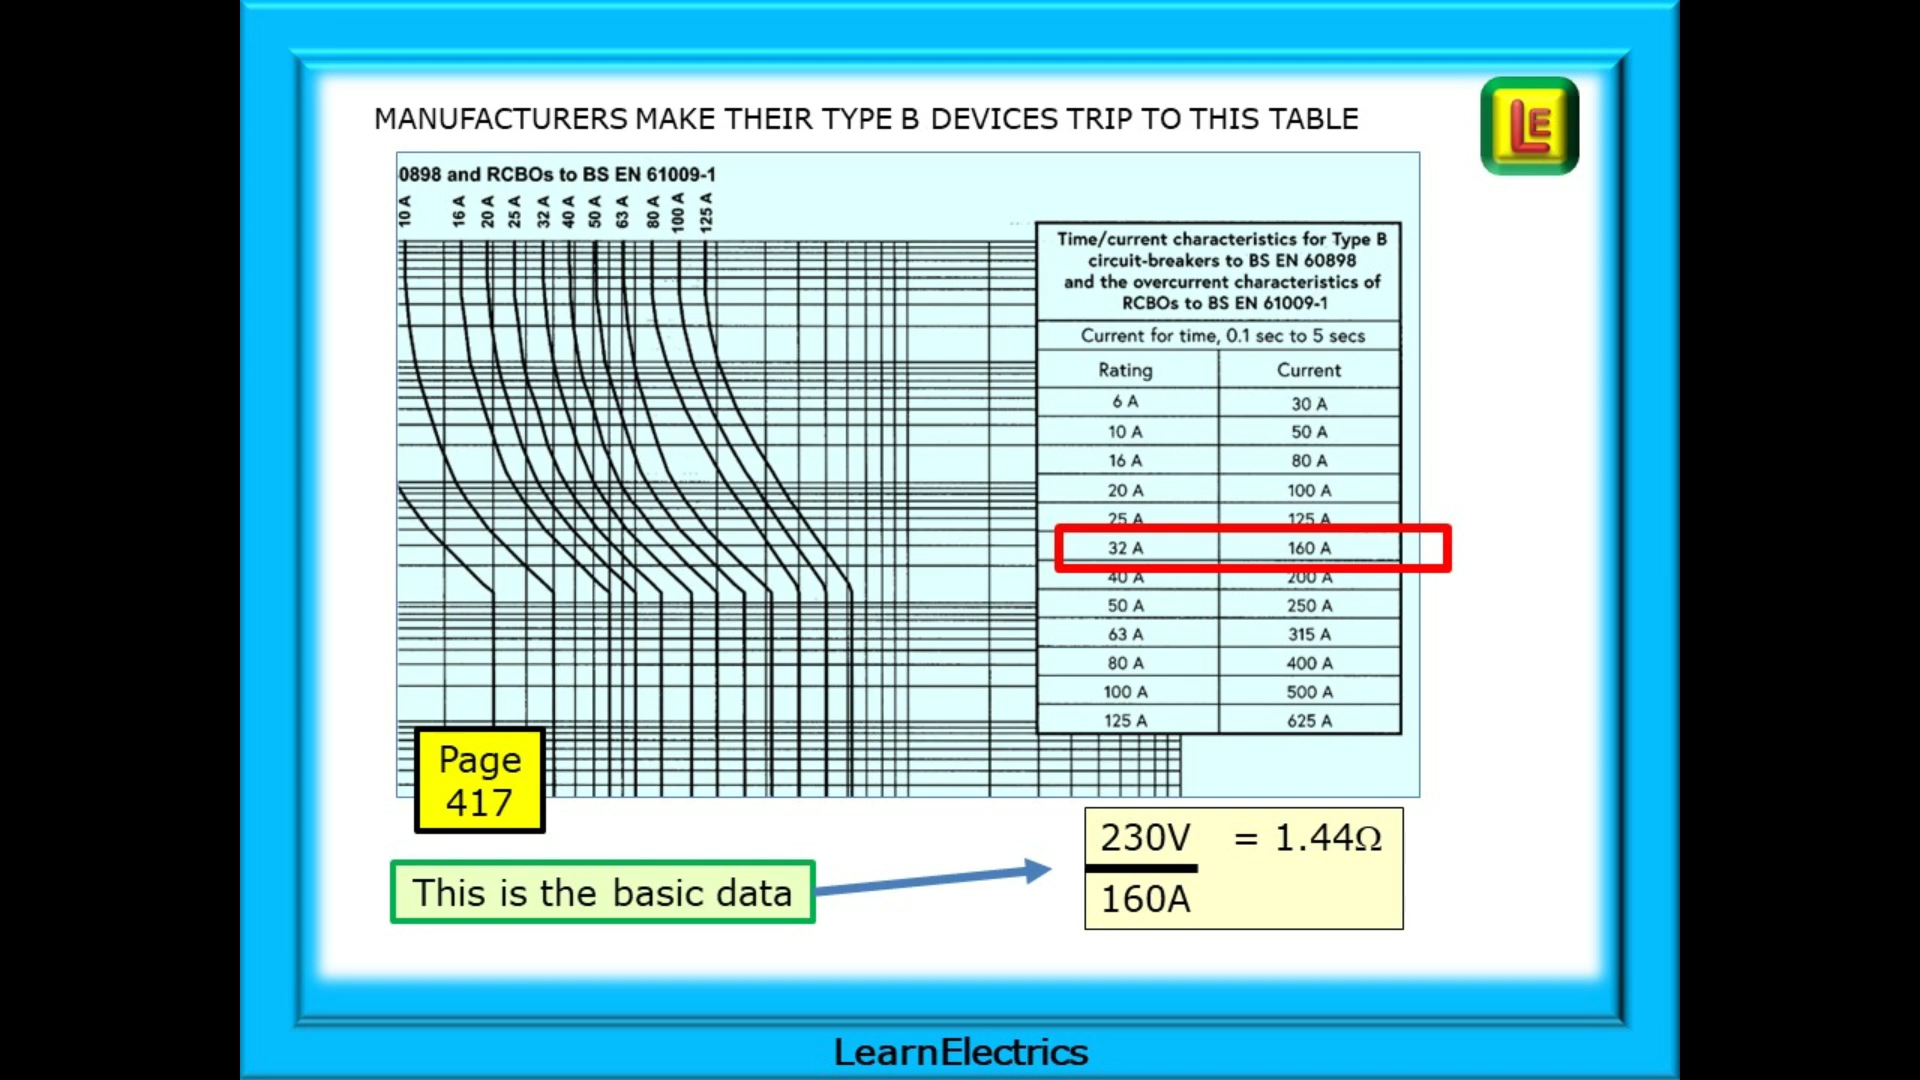 MANUFACTURERS MAKE THEIR TYPE B DEVICES TRIP TO THIS TABLE
LE
0898 and RCBOs to BS EN 61009-1
10 A 16 A 20 A 25 A 32 A 40 A 50 A 63 A 80 A 100 A 125 A
Time/current characteristics for Type B
circuit-breakers to BS EN 60898
and the overcurrent characteristics of
RCBOs to BS EN 61009-1
Current for time, 0.1 sec to 5 secs
Rating Current
6 A 30 A
10 A 50 A
16 A 80 A
20 A 100 A
25 A 125 A
32 A 160 A
40 A 200 A
50 A 250 A
63 A 315 A
80 A 400 A
100 A 500 A
125 A 625 A
Page
417
230V = 1.44Ω
160A
This is the basic data
LearnElectrics